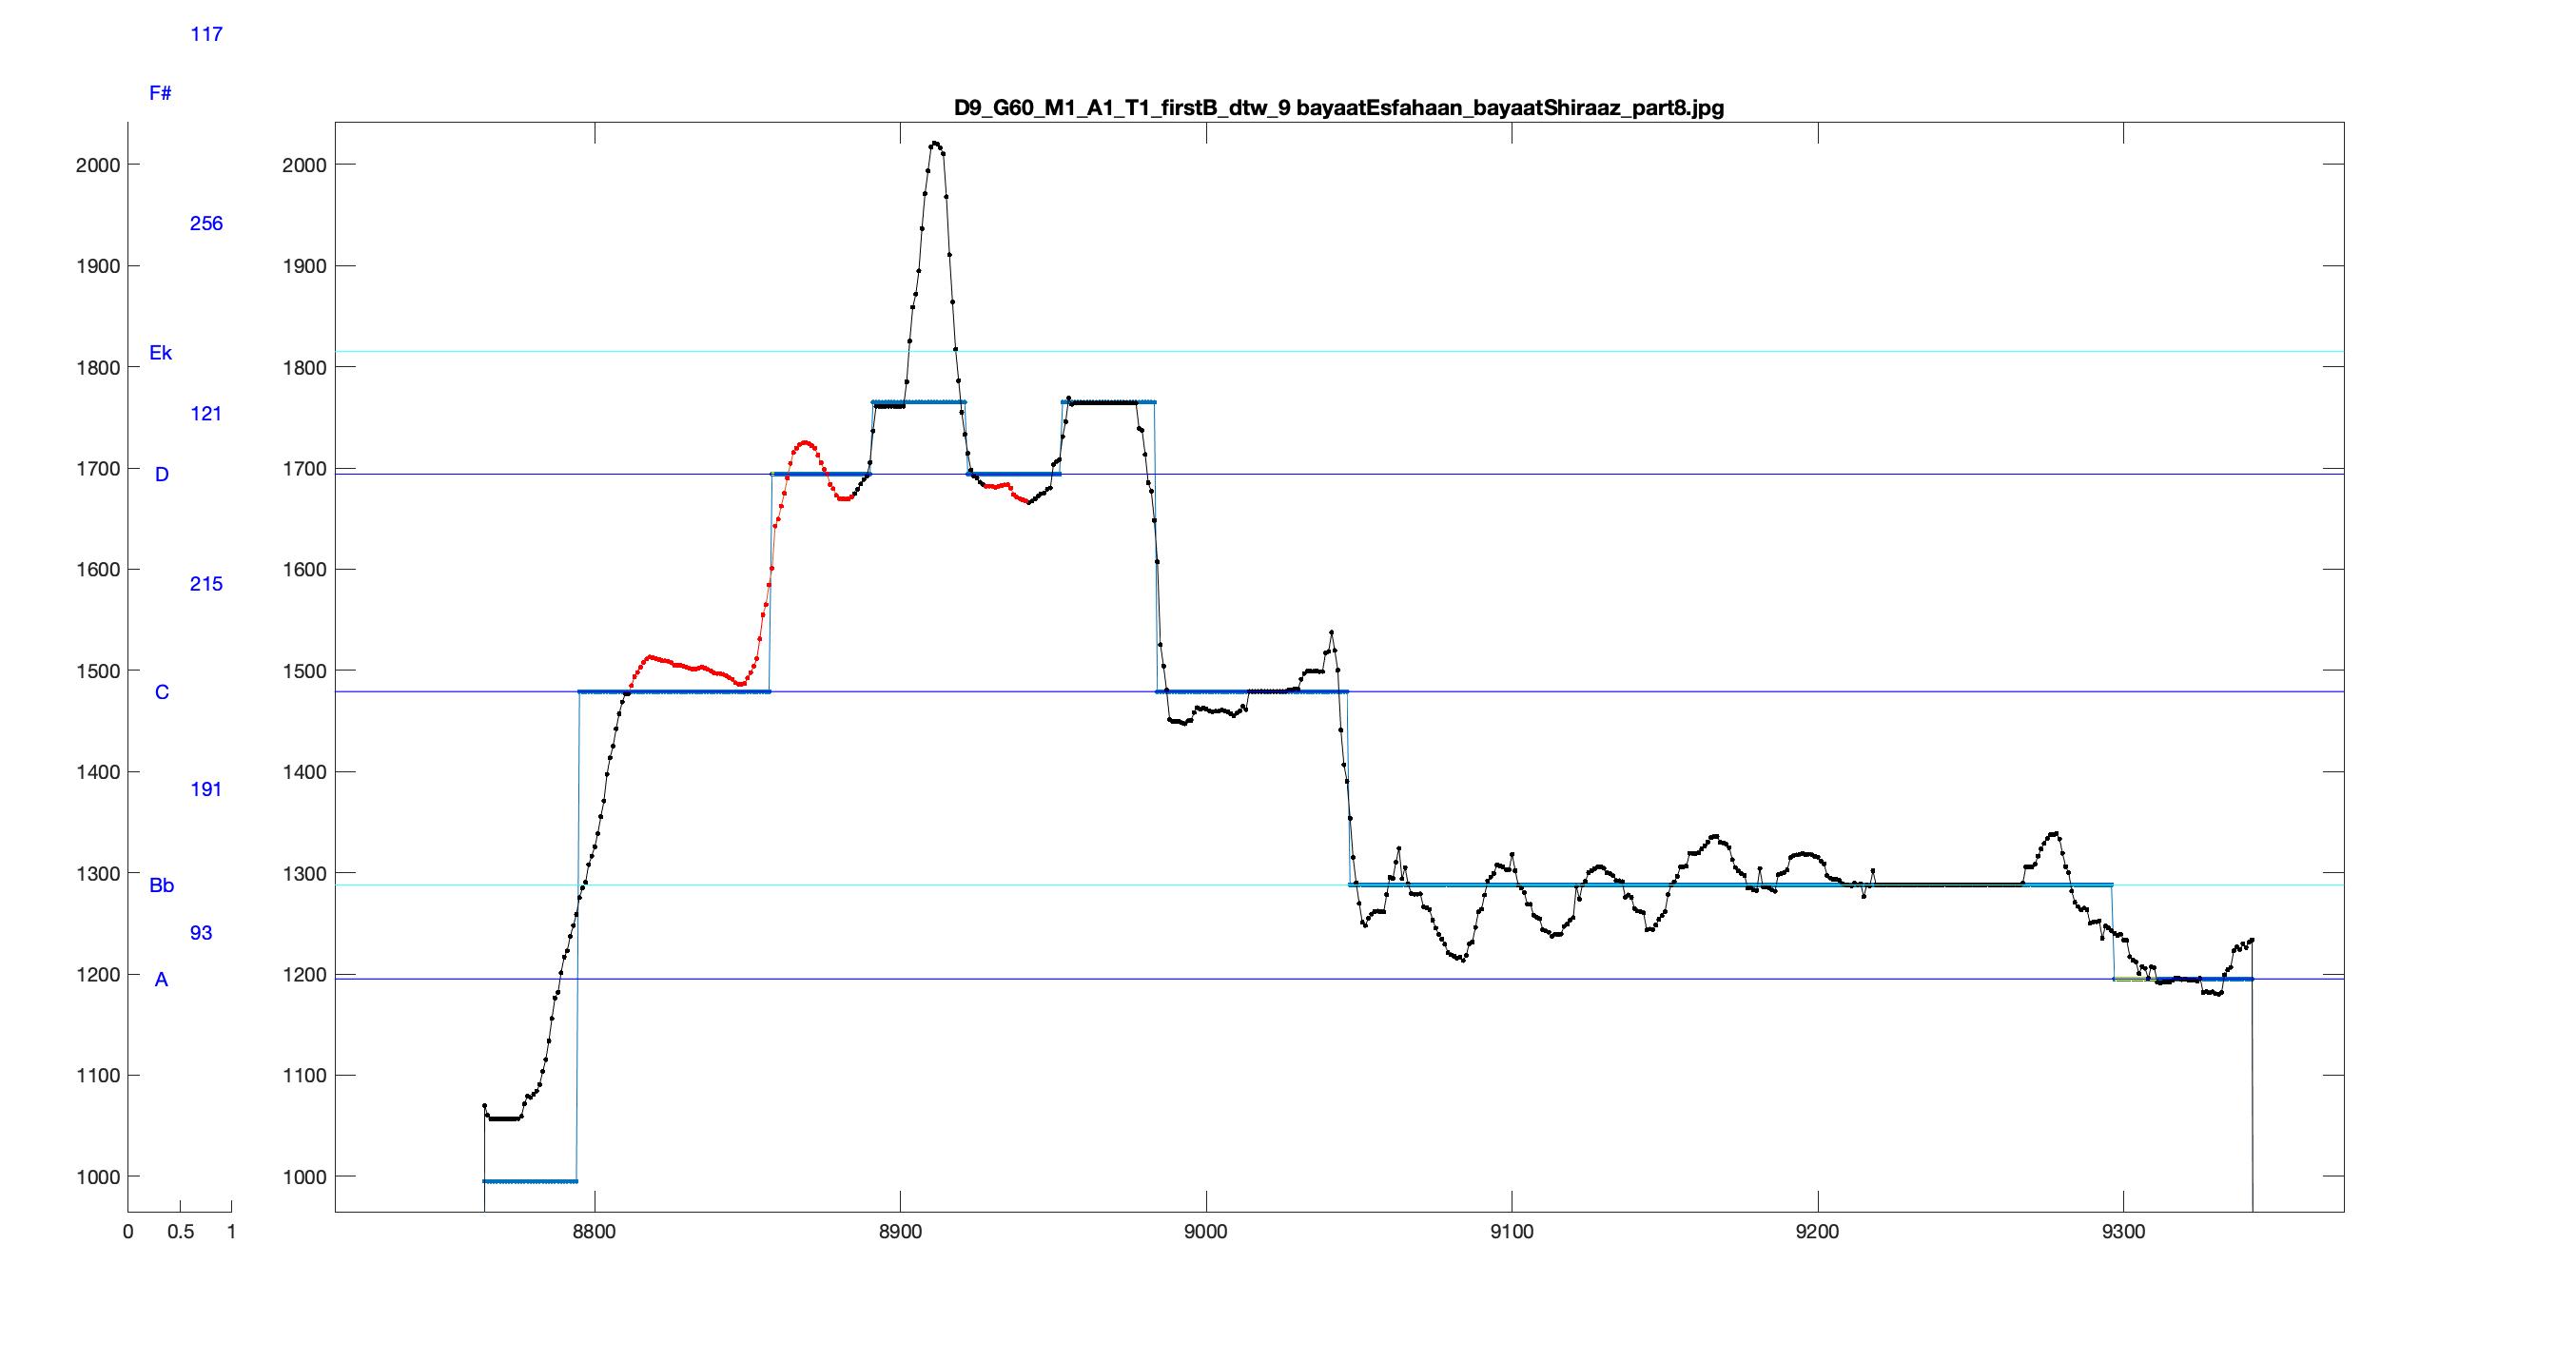 117
F#
D9_G60_M1_A1_T1_firstB_dtw_9 bayaatEsfahaan_bayaatShiraaz_part8.jpg
2000 2000
256
1900 1900
Ek
1800 1800
121
1700 D 1700
1600 1600
215
1500 1500
C
1400 1400
191
1300 1300
Bb
93
1200 A 1200
1100 1100
1000 1000
0 0.5 1 8800 8900 9000 9100 9200 9300